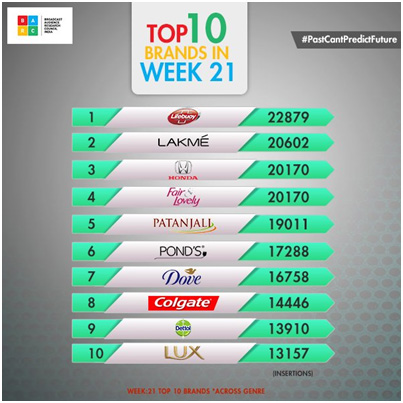 BARC
BROADCAST
AUDIENCE
RESEARCH
COUNCIL
INDIA
TOP10
BRANDS IN
WEEK 21
#PastCantPredictFuture
1 Lifebuoy 22879
2 LAKMÉ 20602
3 HONDA 20170
4 Fair & Lovely 20170
5 PATANJALI 19011
6 POND'S 17288
7 Dove 16758
8 Colgate 14446
9 Dettol 13910
10 LUX 13157
(INSERTIONS)
WEEK 21 TOP 10 BRANDS *ACROSS GENRE